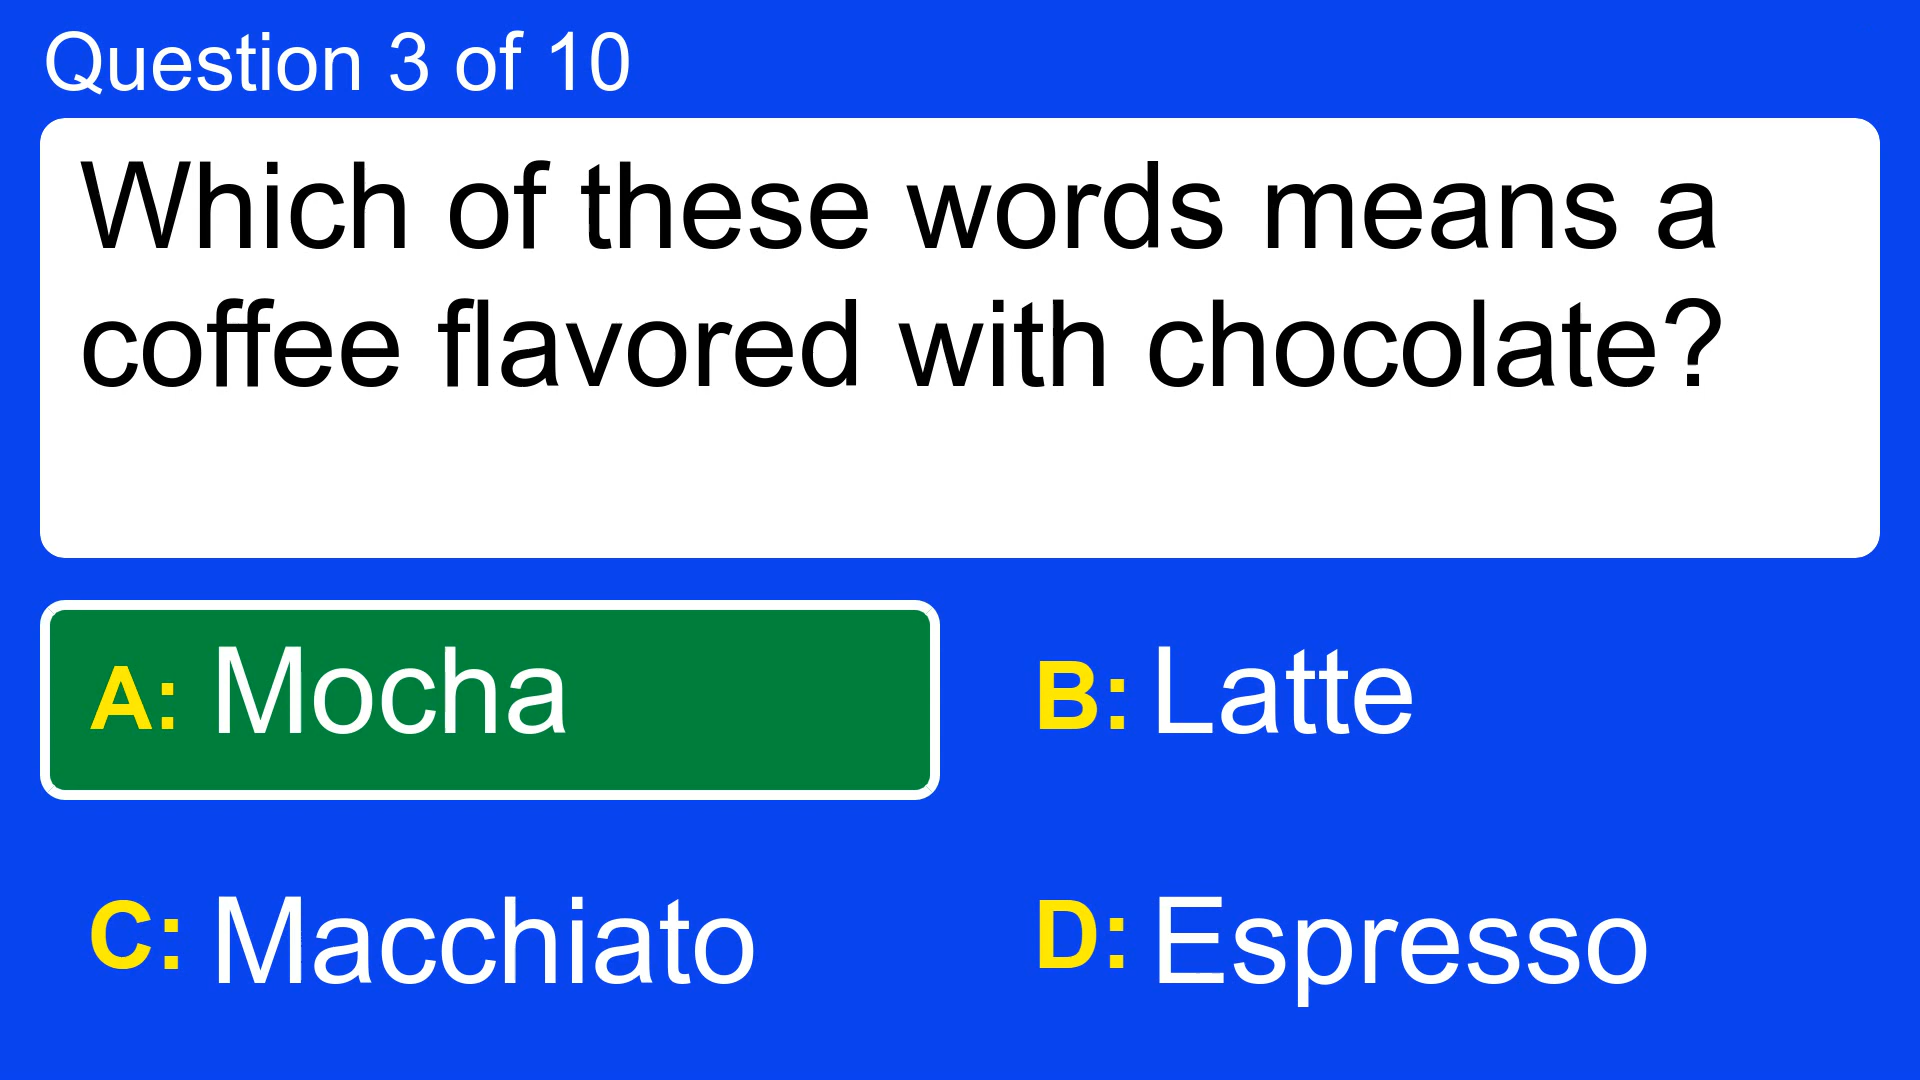 Question 3 of 10
Which of these words means a
coffee flavored with chocolate?
A: Mocha
B: Latte
C: Macchiato
D: Espresso